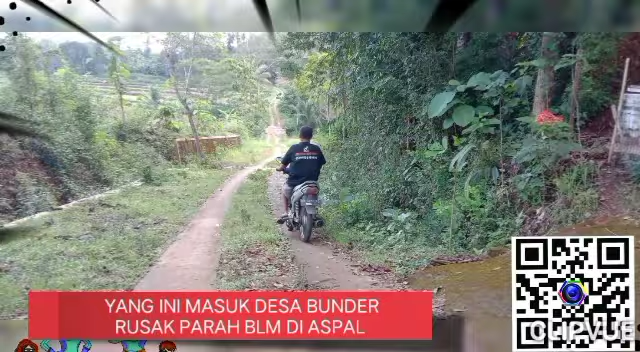 YANG INI MASUK DESA BUNDER
RUSAK PARAH BLM DI ASPAL
CLIPVUE